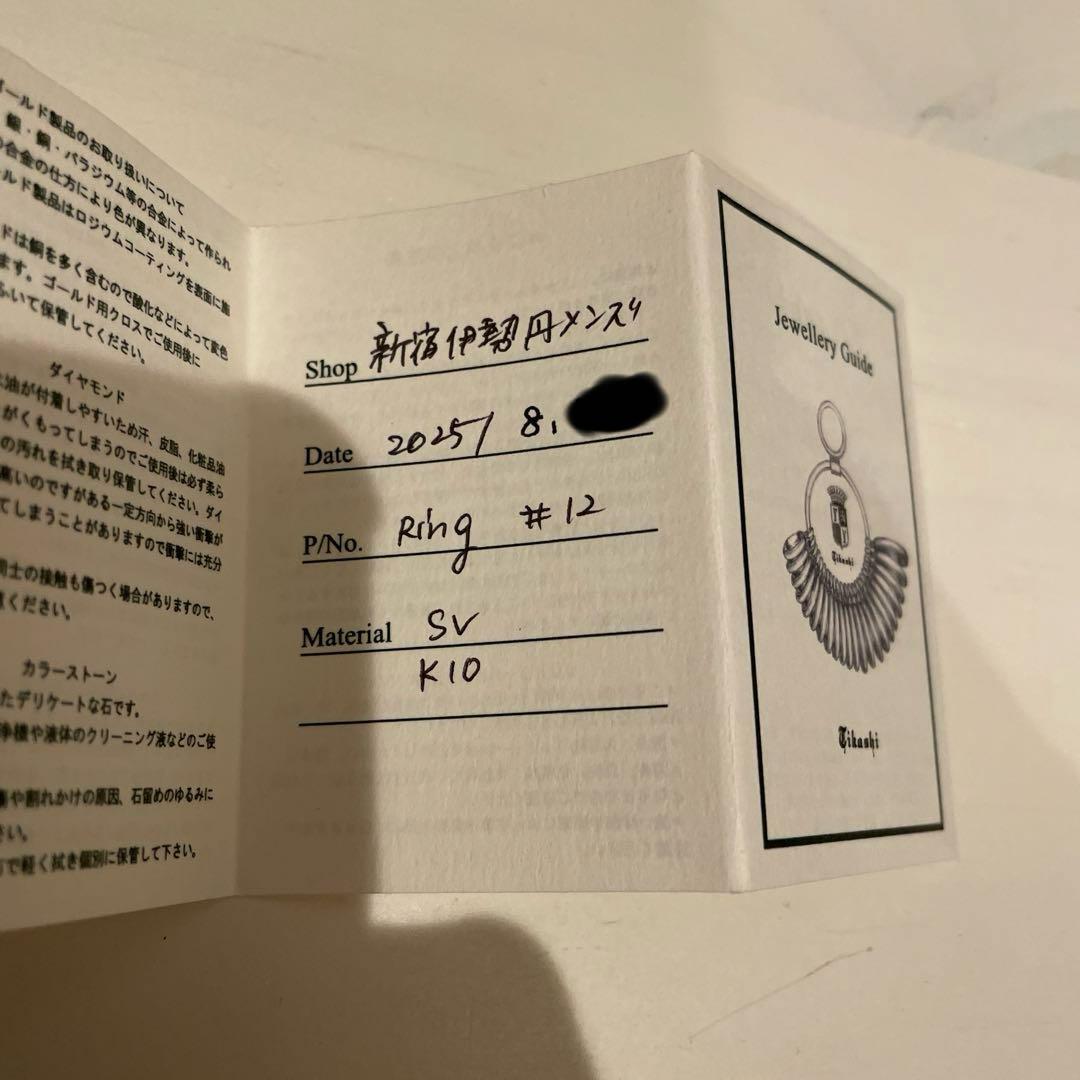 ゴールド製品のお取り扱いについて
銀・銅・パラジウム等の合金によって作られ
の合金の仕方により色が異なります。
ールド製品はロジウムコーティングを表面に施
ドは銅を多く含むので酸化などによって変色
ます。ゴールド用クロスでご使用後に
ふいて保管してください。
ダイヤモンド
油が付着しやすいため汗、皮脂、化粧品油
がくもってしまうのでご使用後は必ず柔ら
の汚れを拭き取り保管してください。ダイ
高いのですがある一定方向から強い衝撃が
てしまうことがありますので衝撃には充分
同士の接触も傷つく場合がありますので、
ください。
カラーストーン
たデリケートな石です。
浄機や液体のクリーニング液などのご使
や割れかけの原因、石留めのゆるみに
さい。
で軽く拭き個別に保管して下さい。
Shop 新宿伊勢丹メンズ
Date 2025/ 8.
P/No. Ring #12
Material SV
K10
Jewellery Guide
Tikashi
Tikashi